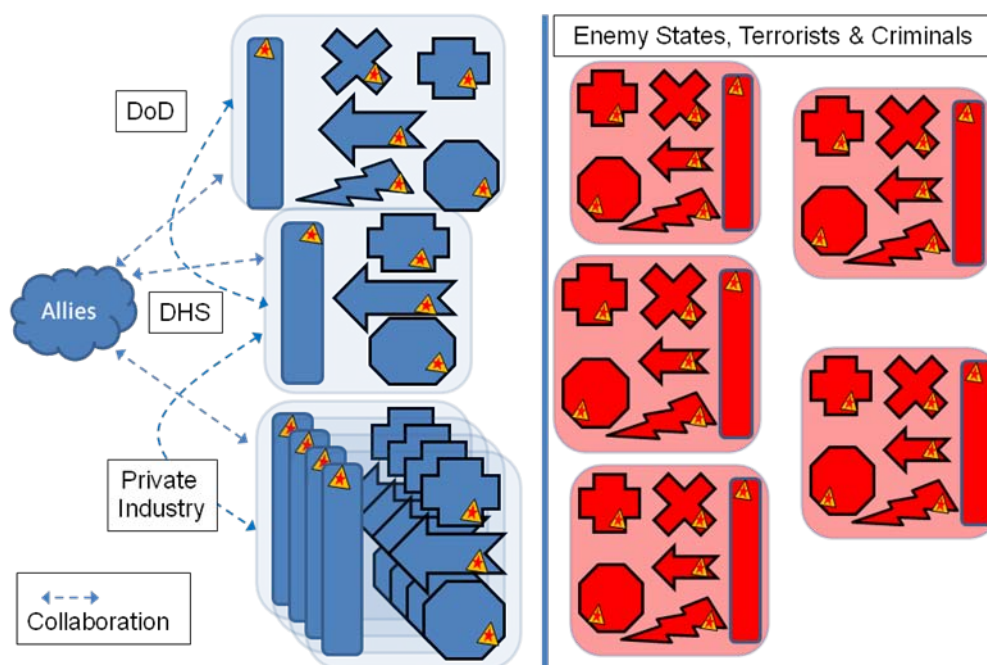 Enemy States, Terrorists & Criminals
DoD
Allies
DHS
Private
Industry
Collaboration